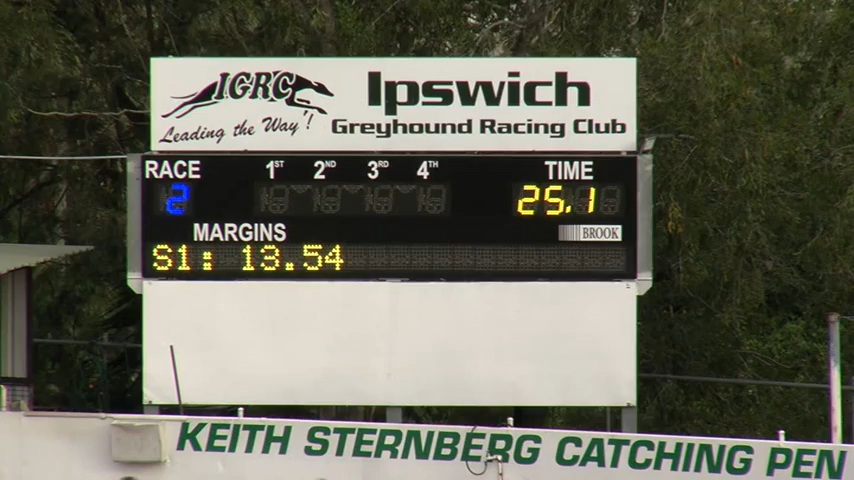 IGRC
Leading the Way!
Ipswich
Greyhound Racing Club
RACE 1ST 2ND 3RD 4TH TIME
2 25.1
MARGINS
BROOK
S1: 13.54
KEITH STERNBERG CATCHING PEN